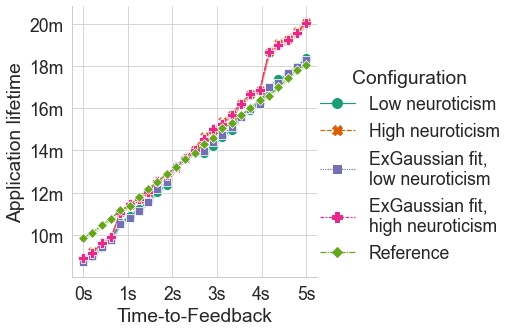 20m
18m
16m
14m
12m
10m
Application lifetime
0s 1s 2s 3s 4s 5s
Time-to-Feedback
Configuration
Low neuroticism
High neuroticism
ExGaussian fit,
low neuroticism
ExGaussian fit,
high neuroticism
Reference